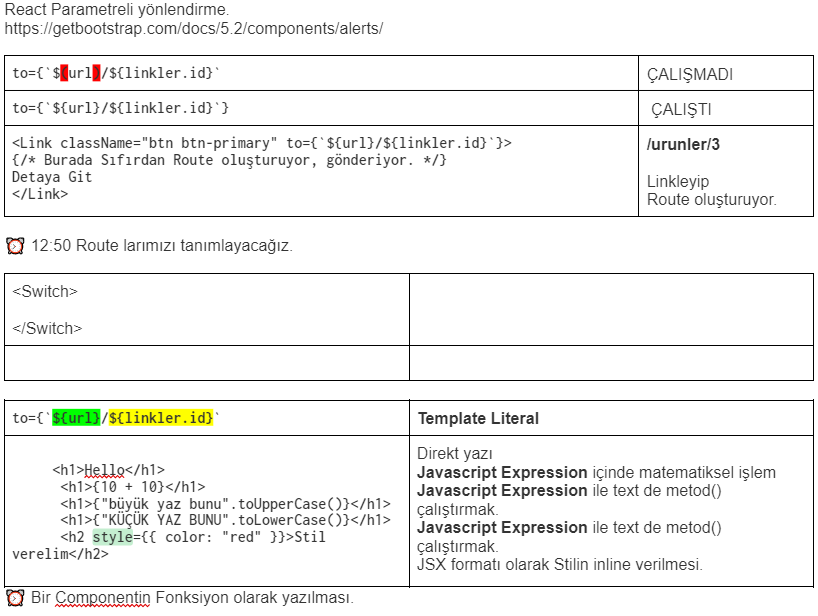 React Parametreli yönlendirme.
https://getbootstrap.com/docs/5.2/components/alerts/
to={`${url}/${linkler.id}`
ÇALIŞMADI
to={`${url}/${linkler.id}`}
ÇALIŞTI
<Link className="btn btn-primary" to={`${url}/${linkler.id}`}>
{/* Burada Sıfırdan Route oluşturuyor, gönderiyor. */}
Detaya Git
</Link>
/urunler/3
Linkleyip
Route oluşturuyor.
⏰ 12:50 Route larımızı tanımlayacağız.
<Switch>
</Switch>
to={`${url}/${linkler.id}`
Template Literal
<h1>Hello</h1>
<h1>{10 + 10}</h1>
<h1>{"büyük yaz bunu".toUpperCase()}</h1>
<h1>{"KÜÇÜK YAZ BUNU".toLowerCase()}</h1>
<h2 style={{ color: "red" }}>Stil
verelim</h2>
Direkt yazı
Javascript Expression içinde matematiksel işlem
Javascript Expression ile text de metod()
çalıştırmak.
Javascript Expression ile text de metod()
çalıştırmak.
JSX formatı olarak Stilin inline verilmesi.
⏰ Bir Componentin Fonksiyon olarak yazılması.